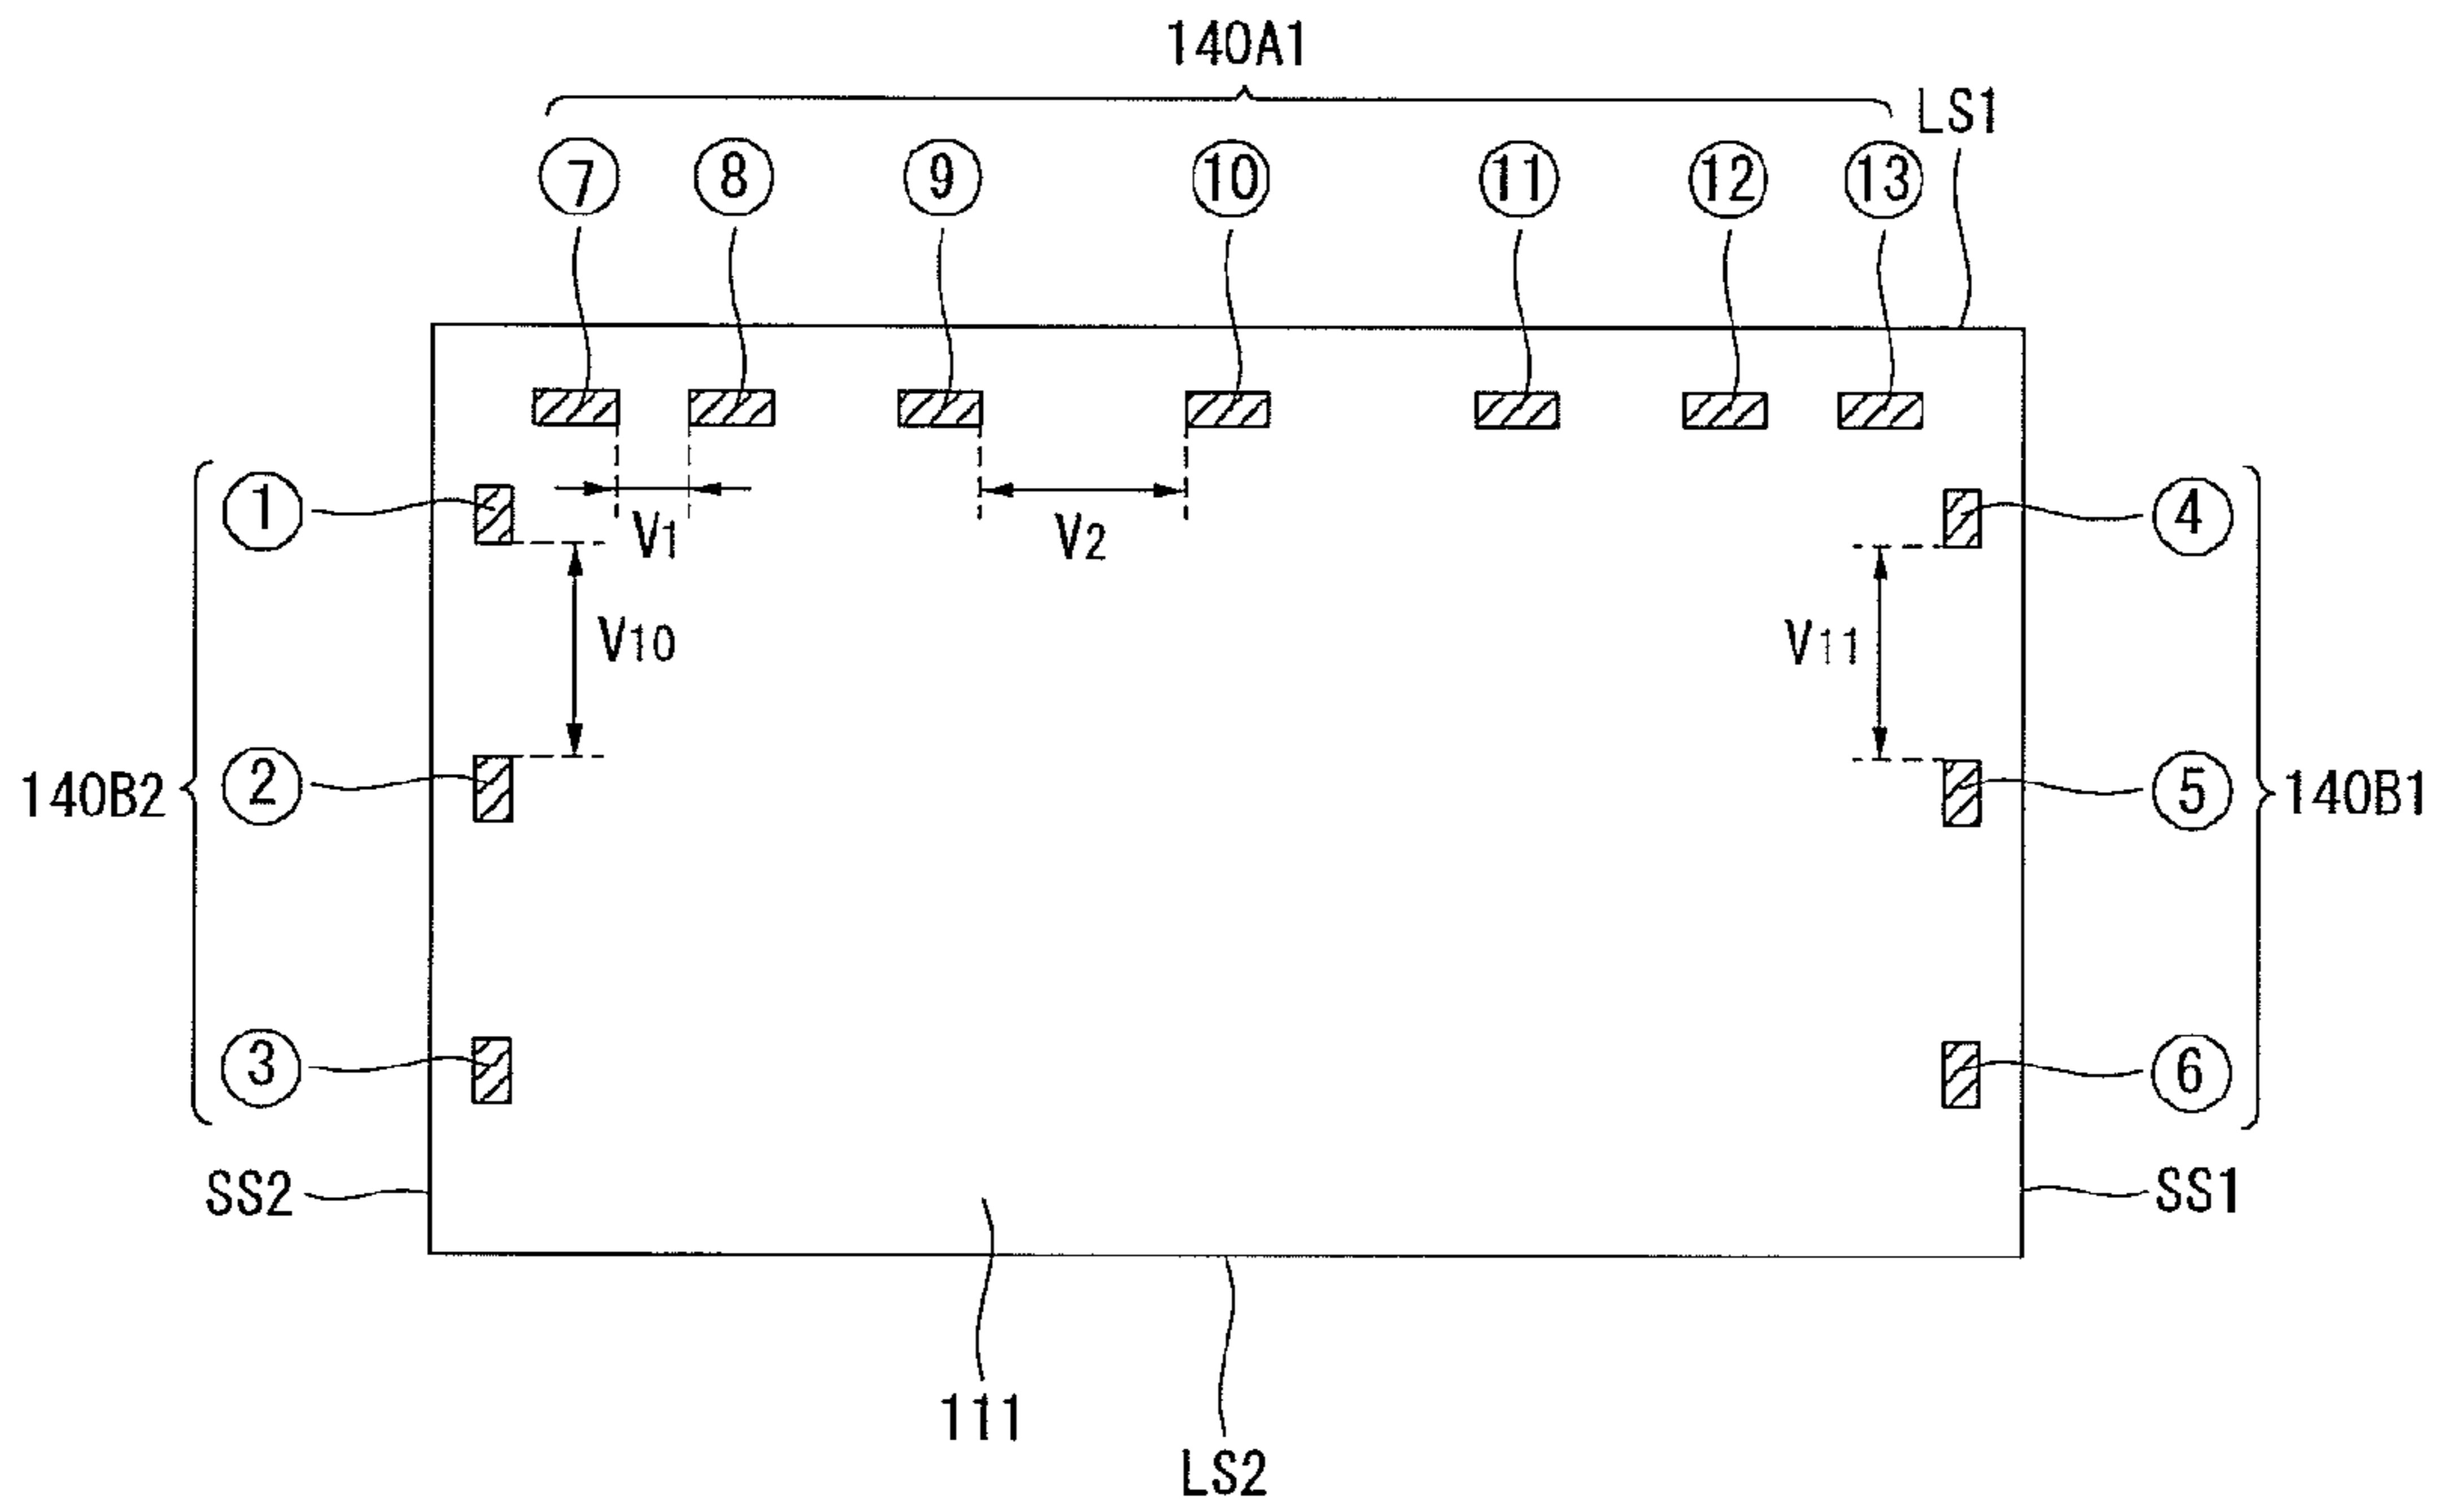 140A1
LS1
⑦ ⑧ ⑨ ⑩ ⑪ ⑫ ⑬
① ④
V1 V2
V10 V11
140B2 ② ⑤ 140B1
③ ⑥
SS2 SS1
111
LS2